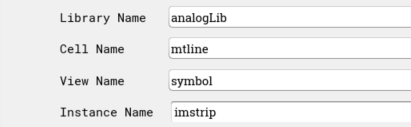 Library Name analogLib
Cell Name mtline
View Name symbol
Instance Name imstrip